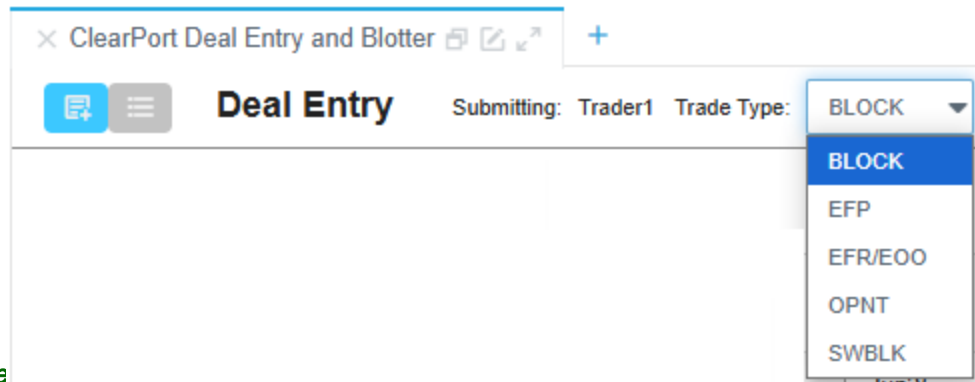 ClearPort Deal Entry and Blotter
Deal Entry Submitting: Trader1 Trade Type: BLOCK
BLOCK
EFP
EFR/EOO
OPNT
SWBLK
e